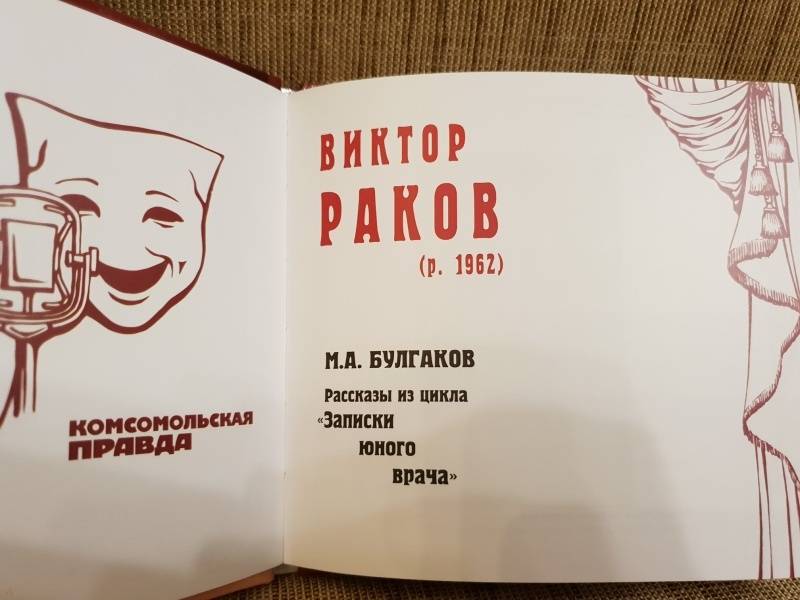 КОМСОМОЛЬСКАЯ
ПРАВДА
ВИКТОР
РАКОВ
(р. 1962)
М.А. БУЛГАКОВ
Рассказы из цикла
«Записки
юного
врача»